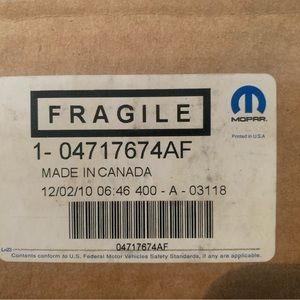 FRAGILE
MOPAR
Printed in U.S.A
1- 04717674AF
MADE IN CANADA
12/02/10 06:46 400 - A - 03118
04717674AF
Contents conform to U.S. Federal Motor Vehicles Safety Standards, if any are applicable.